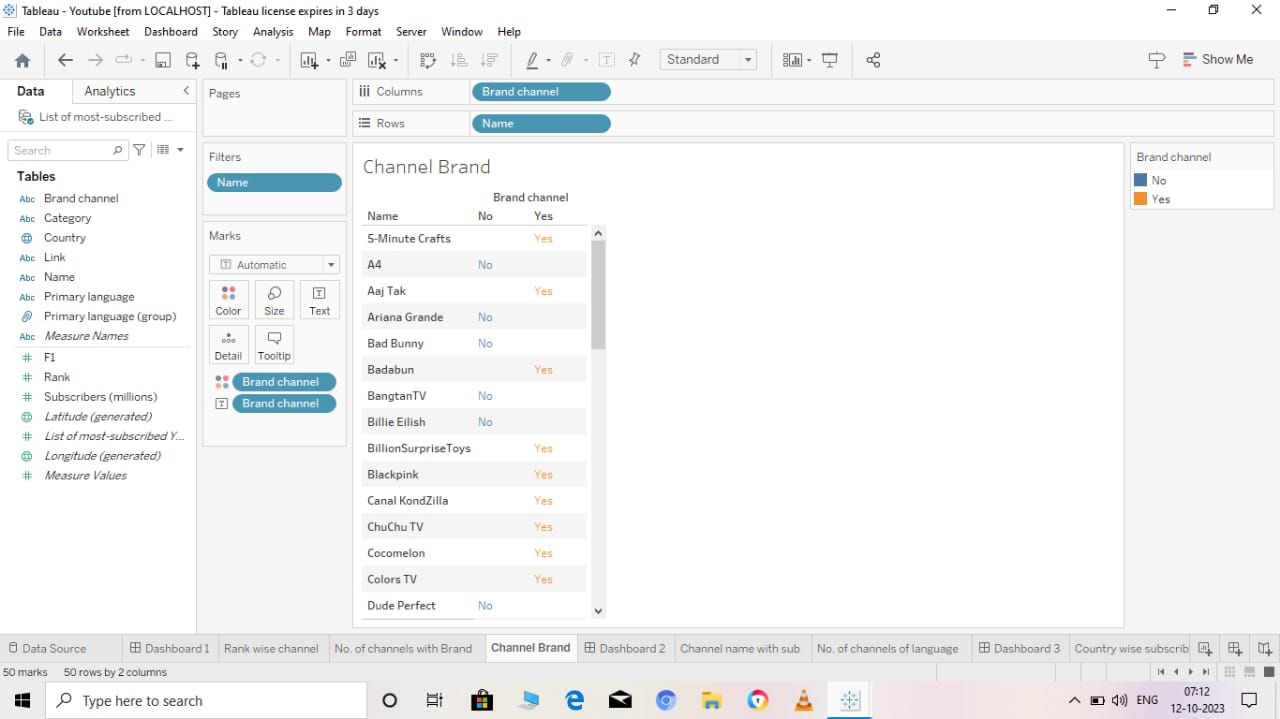 Tableau - Youtube [from LOCALHOST] - Tableau license expires in 3 days
File Data Worksheet Dashboard Story Analysis Map Format Server Window Help
Standard
Show Me
Data Analytics
List of most-subscribed ...
Search
Tables
Abc Brand channel
Abc Category
Country
Abc Link
Abc Name
Abc Primary language
Primary language (group)
Abc Measure Names
# F1
# Rank
# Subscribers (millions)
Latitude (generated)
# List of most-subscribed Y...
Longitude (generated)
# Measure Values
Pages
Filters
Name
Marks
T Automatic
Color Size Text
Detail Tooltip
Brand channel
T Brand channel
Columns Brand channel
Rows Name
Channel Brand
Brand channel
Name No Yes
5-Minute Crafts Yes
A4 No
Aaj Tak Yes
Ariana Grande No
Bad Bunny No
Badabun Yes
BangtanTV No
Billie Eilish No
BillionSurpriseToys Yes
Blackpink Yes
Canal KondZilla Yes
ChuChu TV Yes
Cocomelon Yes
Colors TV Yes
Dude Perfect No
Brand channel
No
Yes
Data Source Dashboard 1 Rank wise channel No. of channels with Brand Channel Brand Dashboard 2 Channel name with sub No. of channels of language Dashboard 3 Country wise subscrib
50 marks 50 rows by 2 columns
Type here to search
ENG
07:12
12-10-2023